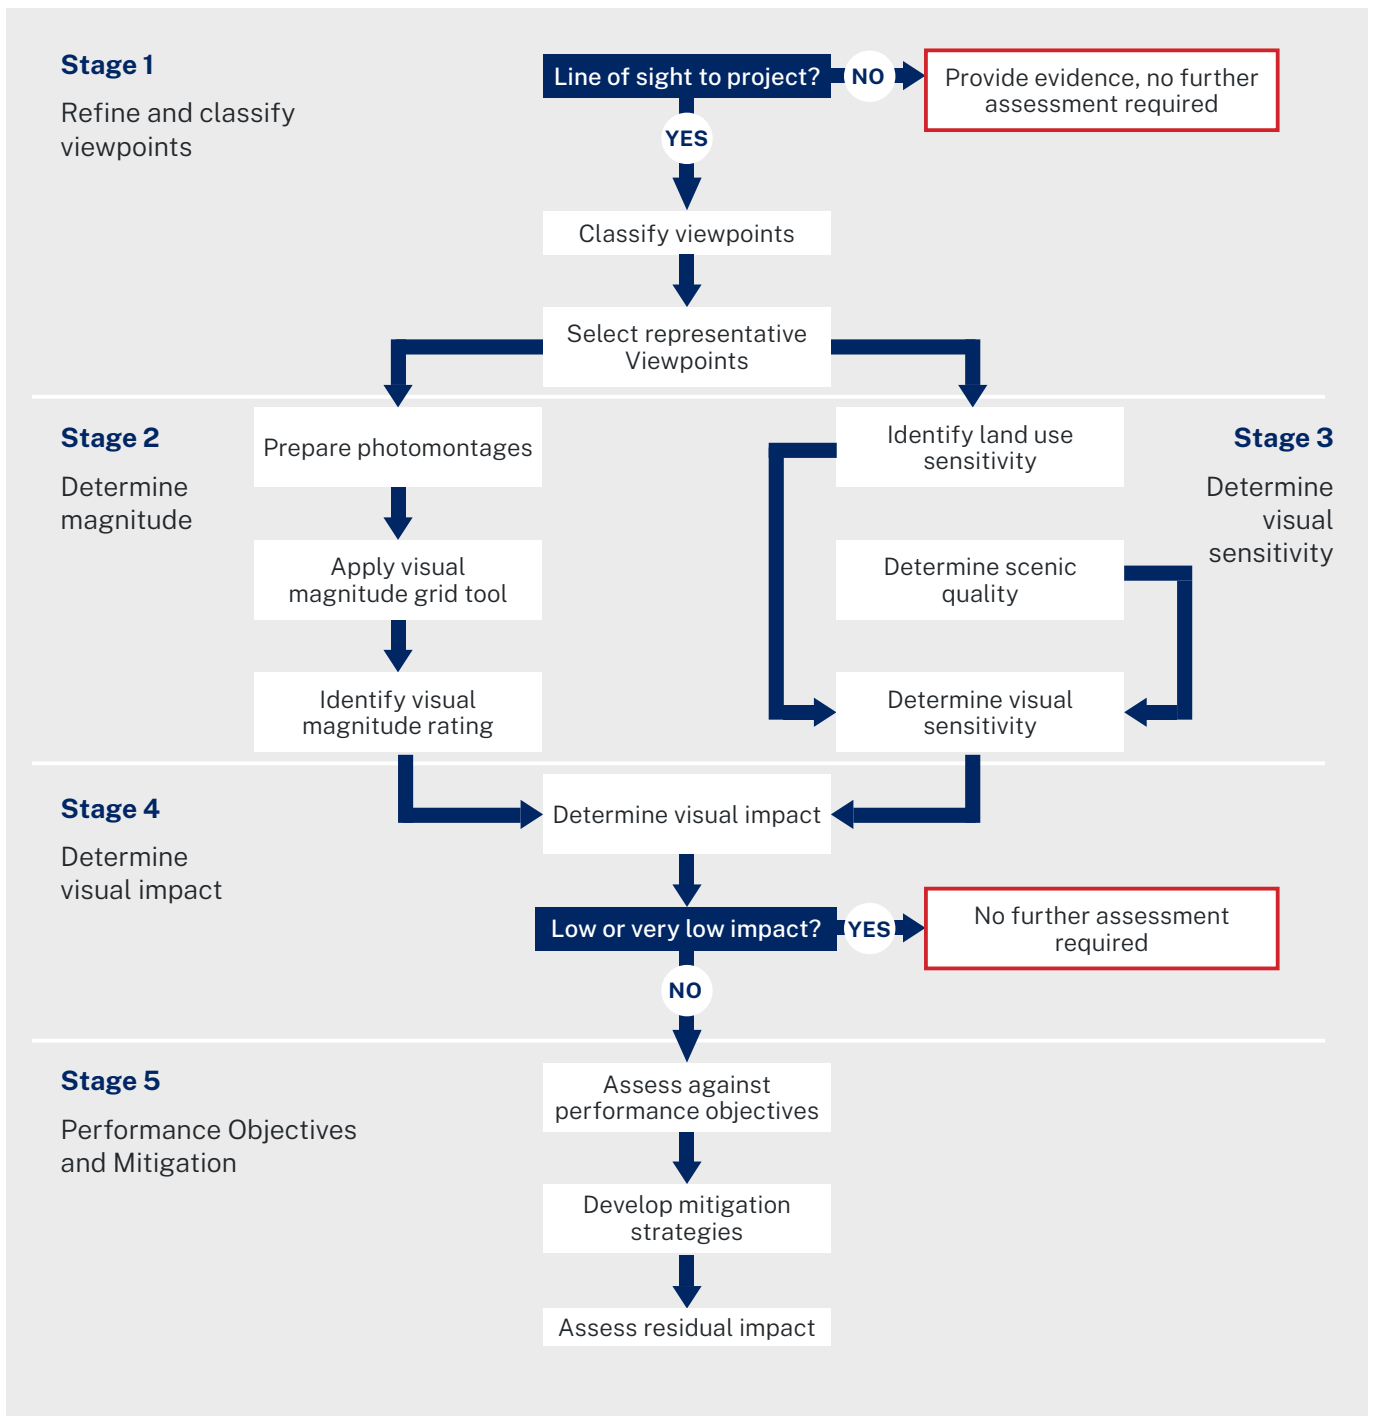 Stage 1
Refine and classify
viewpoints
Line of sight to project?
NO
Provide evidence, no further
assessment required
YES
Classify viewpoints
Select representative
Viewpoints
Stage 2
Determine
magnitude
Prepare photomontages
Apply visual
magnitude grid tool
Identify visual
magnitude rating
Identify land use
sensitivity
Determine scenic
quality
Determine visual
sensitivity
Stage 3
Determine
visual
sensitivity
Stage 4
Determine
visual impact
Determine visual impact
Low or very low impact?
YES
No further assessment
required
NO
Stage 5
Performance Objectives
and Mitigation
Assess against
performance objectives
Develop mitigation
strategies
Assess residual impact